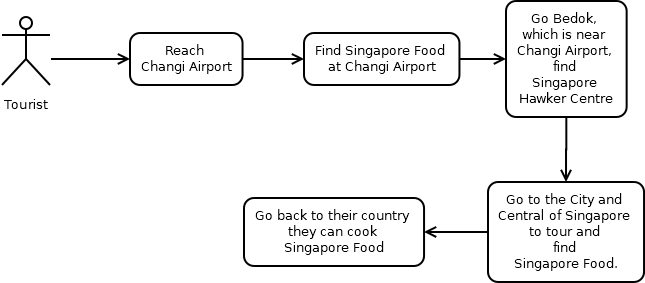 Tourist
Reach
Changi Airport
Find Singapore Food
at Changi Airport
Go Bedok,
which is near
Changi Airport,
find
Singapore
Hawker Centre
Go to the City and
Central of Singapore
to tour and
find
Singapore Food.
Go back to their country
they can cook
Singapore Food